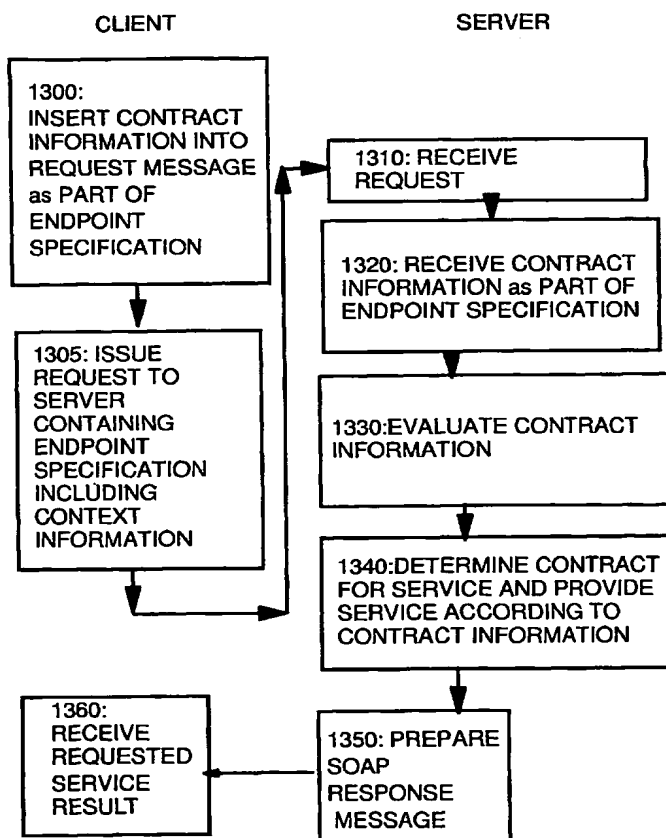 CLIENT
SERVER
1300:
INSERT CONTRACT
INFORMATION INTO
REQUEST MESSAGE
as PART OF
ENDPOINT
SPECIFICATION
1305: ISSUE
REQUEST TO
SERVER
CONTAINING
ENDPOINT
SPECIFICATION
INCLUDING
CONTEXT
INFORMATION
1310: RECEIVE
REQUEST
1320: RECEIVE CONTRACT
INFORMATION as PART OF
ENDPOINT SPECIFICATION
1330:EVALUATE CONTRACT
INFORMATION
1340:DETERMINE CONTRACT
FOR SERVICE AND PROVIDE
SERVICE ACCORDING TO
CONTRACT INFORMATION
1350: PREPARE
SOAP
RESPONSE
MESSAGE
1360:
RECEIVE
REQUESTED
SERVICE
RESULT